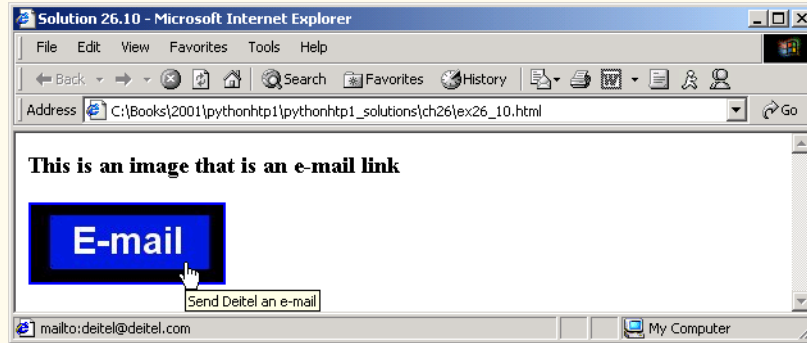 Solution 26.10 - Microsoft Internet Explorer
File Edit View Favorites Tools Help
Back Search Favorites History
Address C:\Books\2001\pythonhtp1\pythonhtp1_solutions\ch26\ex26_10.html Go
This is an image that is an e-mail link
E-mail
Send Deitel an e-mail
mailto:deitel@deitel.com My Computer